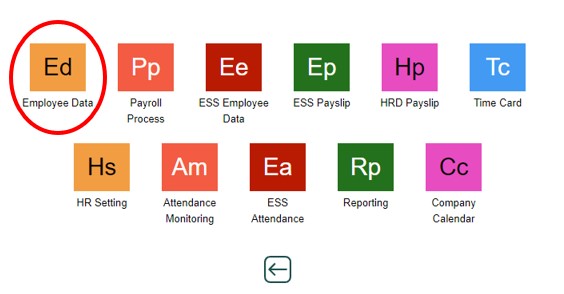 Ed Pp Ee Ep Hp Tc
Employee Data Payroll Process ESS Employee Data ESS Payslip HRD Payslip Time Card
Hs Am Ea Rp Cc
HR Setting Attendance Monitoring ESS Attendance Reporting Company Calendar